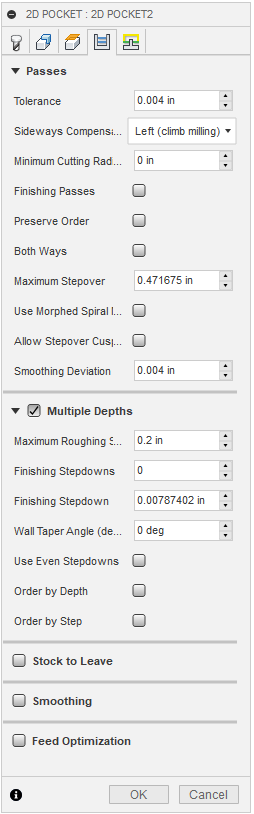 2D POCKET : 2D POCKET2
Passes
Tolerance 0.004 in
Sideways Compensa... Left (climb milling)
Minimum Cutting Rad... 0 in
Finishing Passes
Preserve Order
Both Ways
Maximum Stepover 0.471675 in
Use Morphed Spiral I...
Allow Stepover Cusp...
Smoothing Deviation 0.004 in
Multiple Depths
Maximum Roughing S... 0.2 in
Finishing Stepdowns 0
Finishing Stepdown 0.00787402 in
Wall Taper Angle (de... 0 deg
Use Even Stepdowns
Order by Depth
Order by Step
Stock to Leave
Smoothing
Feed Optimization
OK Cancel